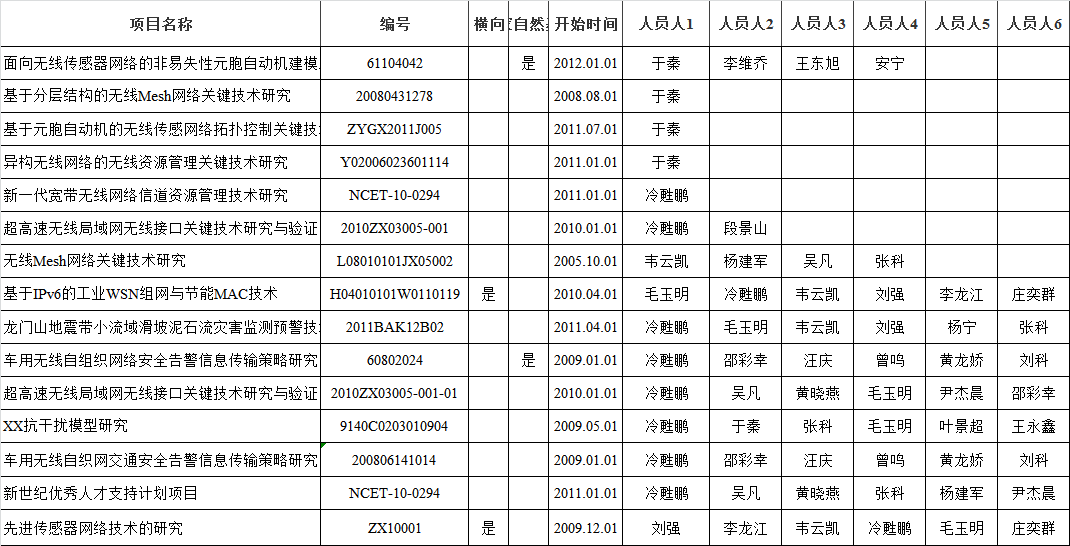 项目名称 编号 横向 自然 开始时间 人员人1 人员人2 人员人3 人员人4 人员人5 人员人6
面向无线传感器网络的非易失性元胞自动机建模 61104042 是 2012.01.01 于秦 李维乔 王东旭 安宁
基于分层结构的无线Mesh网络关键技术研究 20080431278 2008.08.01 于秦
基于元胞自动机的无线传感网络拓扑控制关键技 ZYGX2011J005 2011.07.01 于秦
异构无线网络的无线资源管理关键技术研究 Y02006023601114 2011.01.01 于秦
新一代宽带无线网络信道资源管理技术研究 NCET-10-0294 2011.01.01 冷甦鹏
超高速无线局域网无线接口关键技术研究与验证 2010ZX03005-001 2010.01.01 冷甦鹏 段景山
无线Mesh网络关键技术研究 L08010101JX05002 2005.10.01 韦云凯 杨建军 吴凡 张科
基于IPv6的工业WSN组网与节能MAC技术 H04010101W0110119 是 2010.04.01 毛玉明 冷甦鹏 韦云凯 刘强 李龙江 庄奕群
龙门山地震带小流域滑坡泥石流灾害监测预警技 2011BAK12B02 2011.04.01 冷甦鹏 毛玉明 韦云凯 刘强 杨宁 张科
车用无线自组织网络安全告警信息传输策略研究 60802024 是 2009.01.01 冷甦鹏 邵彩幸 汪庆 曾鸣 黄龙娇 刘科
超高速无线局域网无线接口关键技术研究与验证 2010ZX03005-001-01 2010.01.01 冷甦鹏 吴凡 黄晓燕 毛玉明 尹杰晨 邵彩幸
XX抗干扰模型研究 9140C0203010904 2009.05.01 冷甦鹏 于秦 张科 毛玉明 叶景超 王永鑫
车用无线自织网交通安全告警信息传输策略研究 200806141014 2009.01.01 冷甦鹏 邵彩幸 汪庆 曾鸣 黄龙娇 刘科
新世纪优秀人才支持计划项目 NCET-10-0294 2011.01.01 冷甦鹏 吴凡 黄晓燕 张科 杨建军 尹杰晨
先进传感器网络技术的研究 ZX10001 是 2009.12.01 刘强 李龙江 韦云凯 冷甦鹏 毛玉明 庄奕群